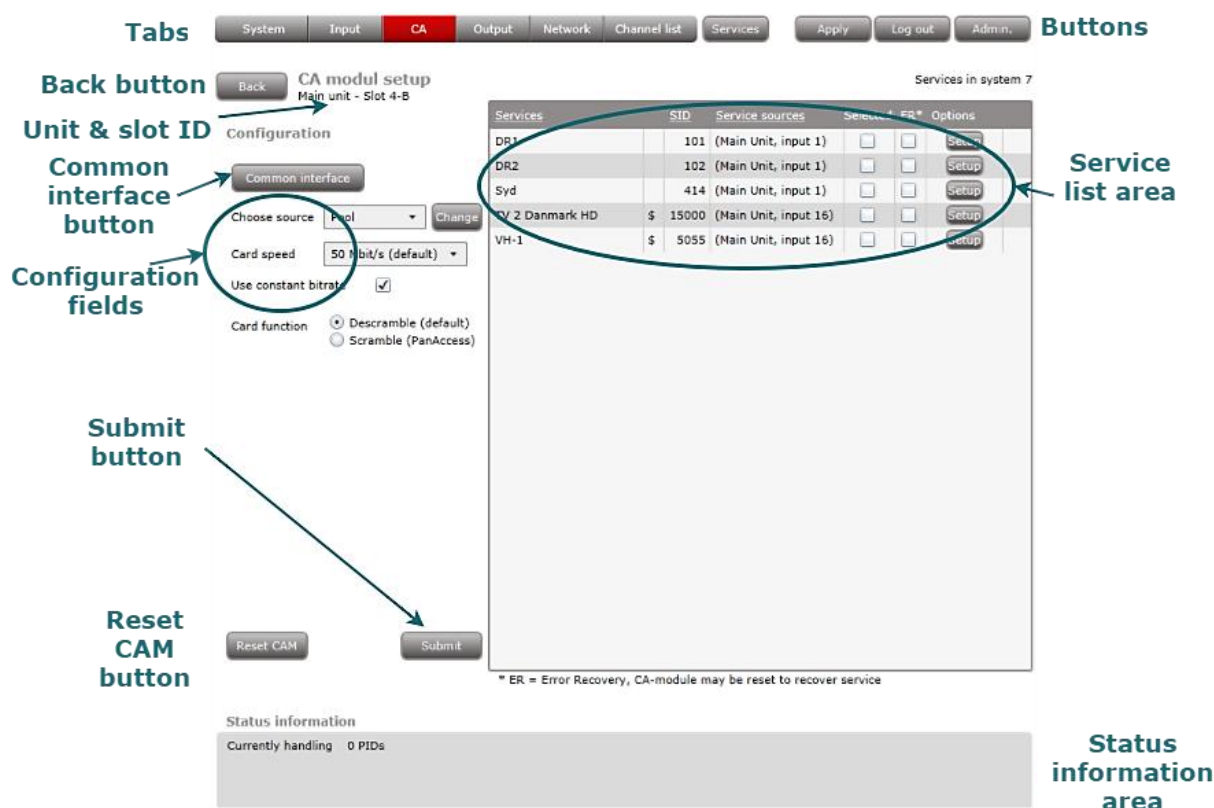 Tabs
System Input CA Output Network Channel list Services Apply Log out Admin.
Buttons
Back button
Back
CA modul setup
Main unit - Slot 4-B
Services in system 7
Unit & slot ID
Configuration
Common interface button
Common interface
Choose source Pool Change
Card speed 50 Mbit/s (default)
Use constant bitrate
Configuration fields
Card function Descramble (default)
Scramble (PanAccess)
Services SID Service sources Selected* ER* Options
DR1 101 (Main Unit, input 1) Setup
DR2 102 (Main Unit, input 1) Setup
Syd 414 (Main Unit, input 1) Setup
TV 2 Danmark HD $ 15000 (Main Unit, input 16) Setup
VH-1 $ 5055 (Main Unit, input 16) Setup
Service list area
Submit button
Reset CAM button
Reset CAM Submit
* ER = Error Recovery, CA-module may be reset to recover service
Status information
Currently handling 0 PIDs
Status information area